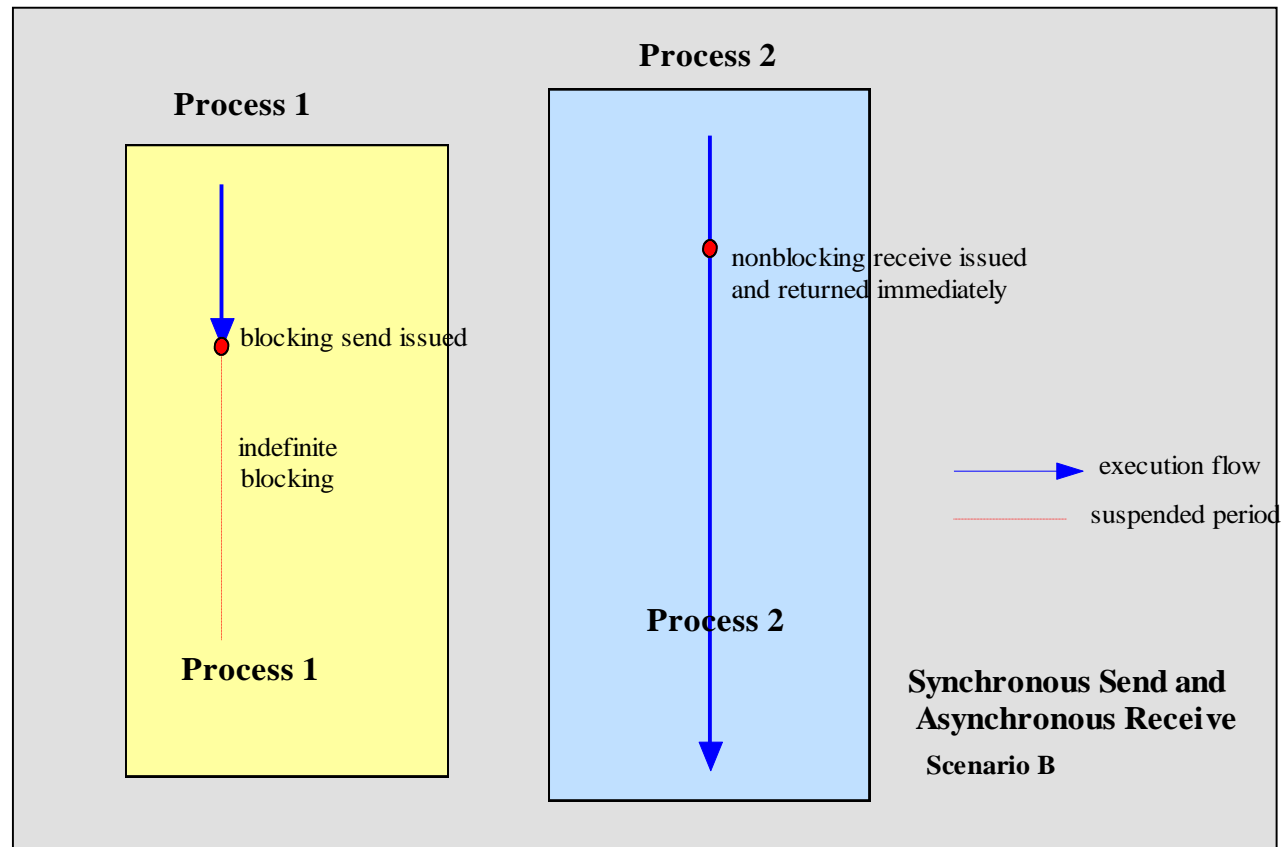 Process 2
Process 1
nonblocking receive issued
and returned immediately
blocking send issued
indefinite
blocking
execution flow
suspended period
Process 2
Process 1
Synchronous Send and
Asynchronous Receive
Scenario B